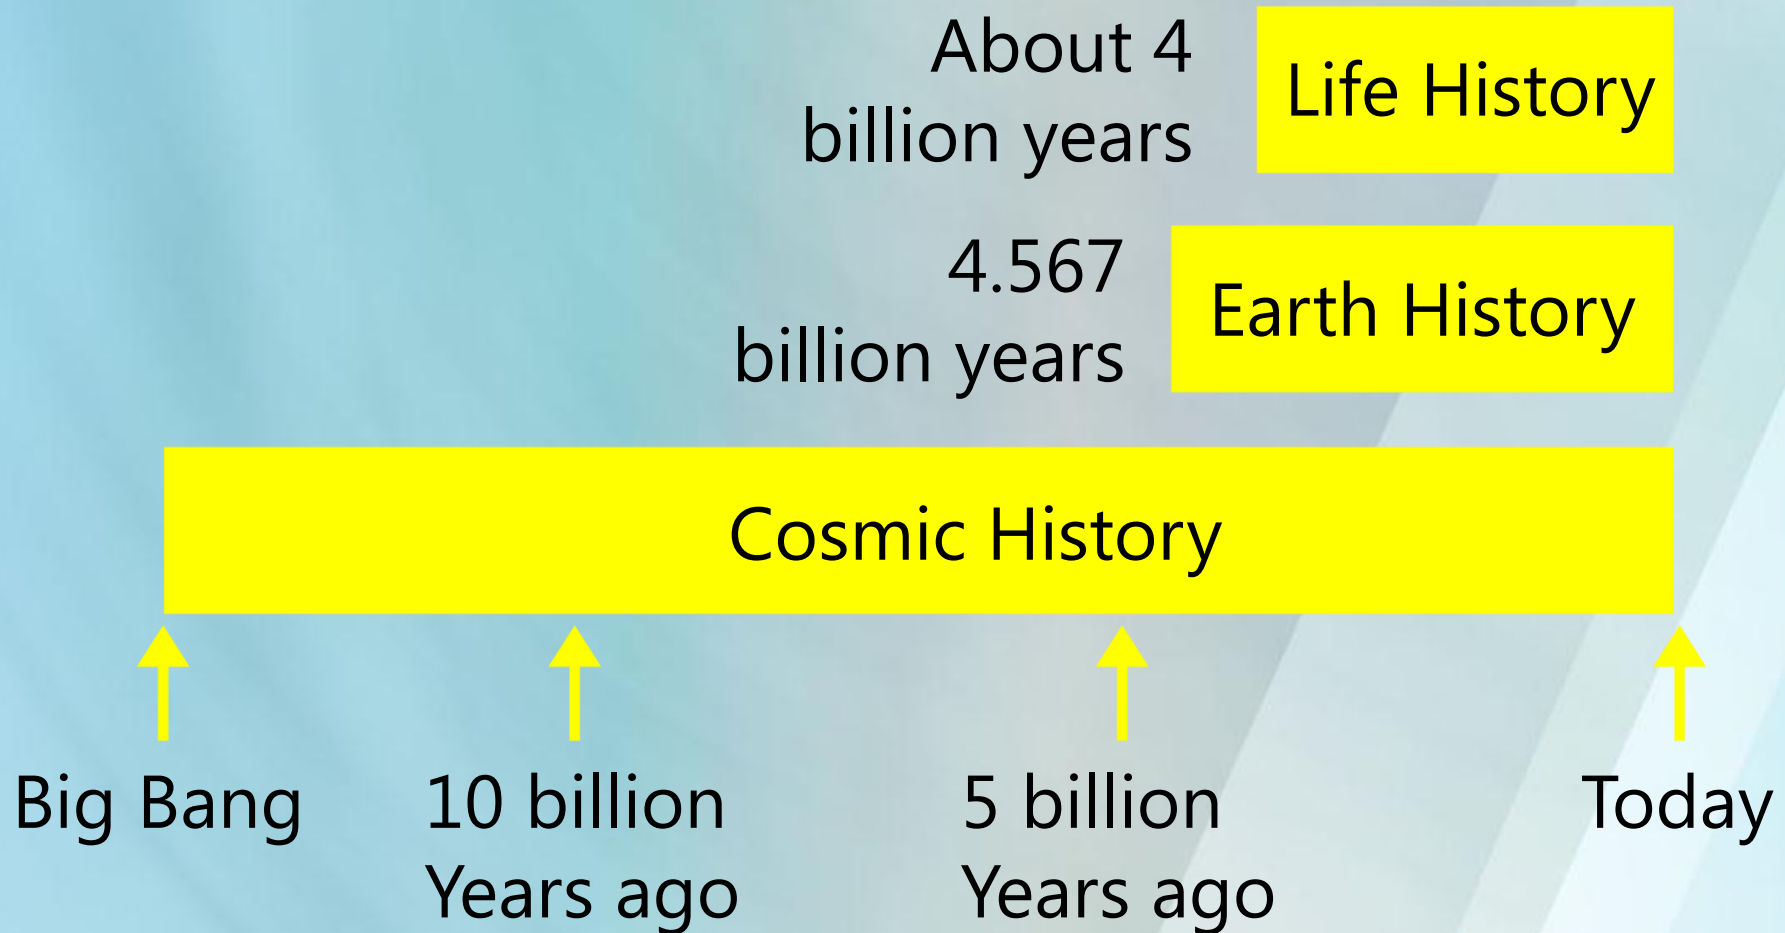 About 4
billion years
Life History
4.567
billion years
Earth History
Cosmic History
Big Bang
10 billion
Years ago
5 billion
Years ago
Today